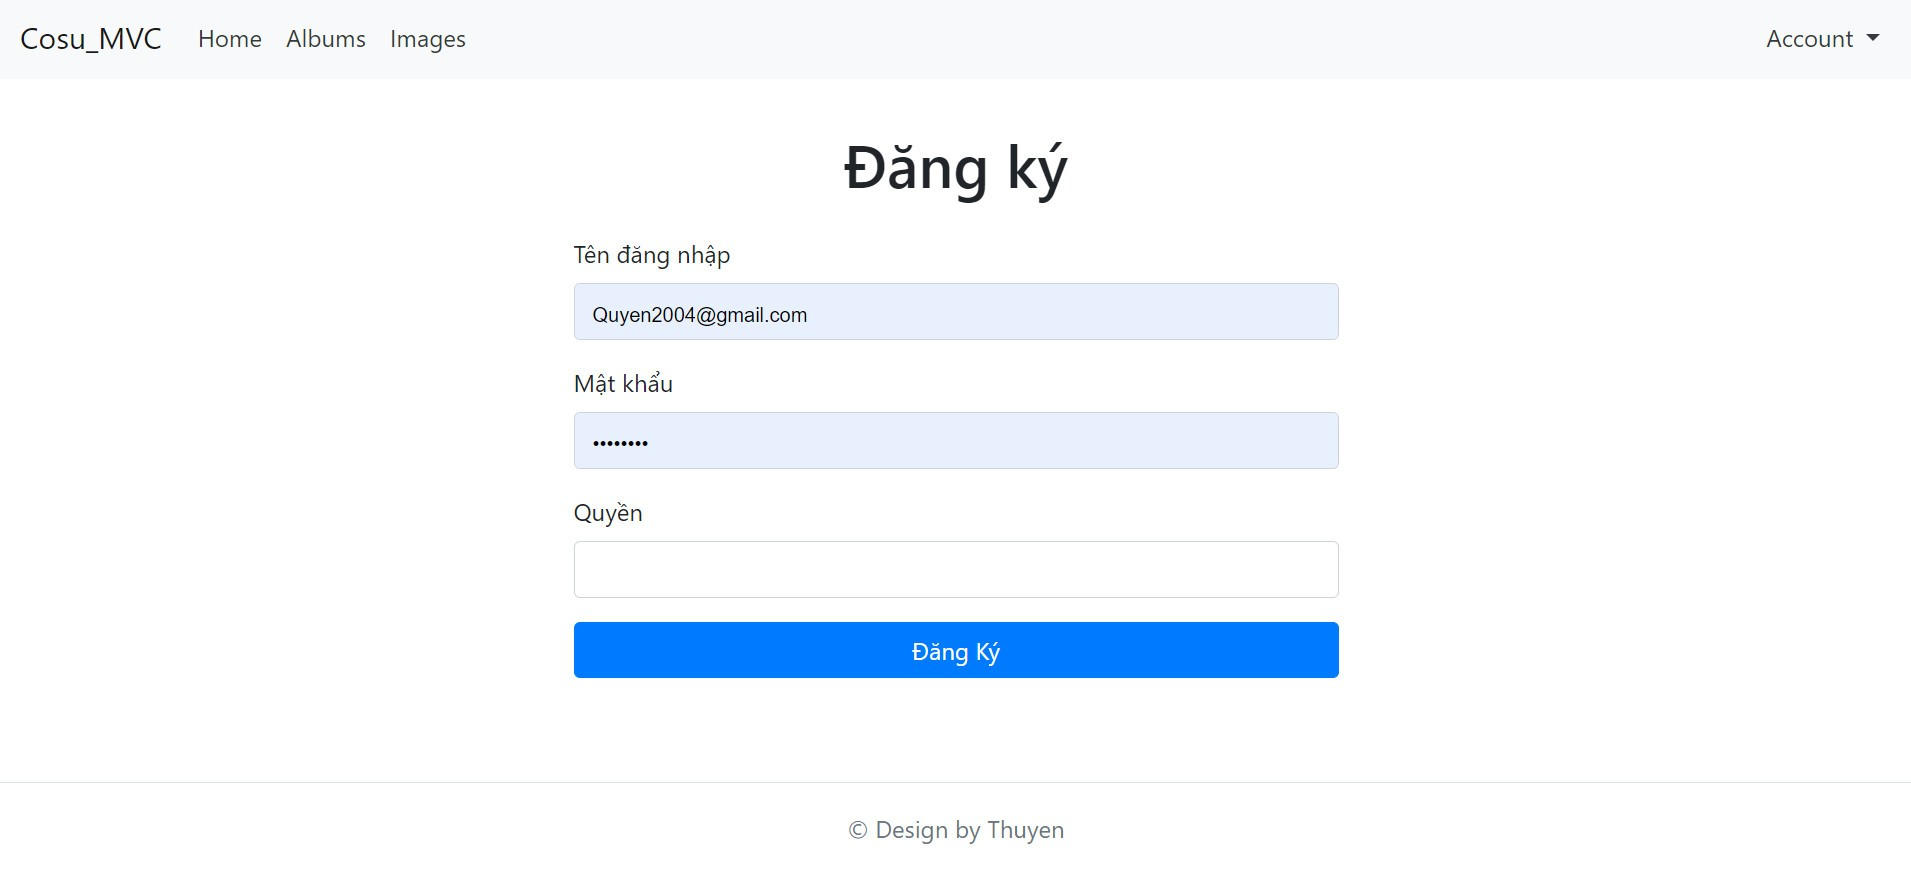 Cosu_MVC Home Albums Images Account
Đăng ký
Tên đăng nhập
Quyen2004@gmail.com
Mật khẩu
••••••••
Quyền
Đăng Ký
© Design by Thuyen